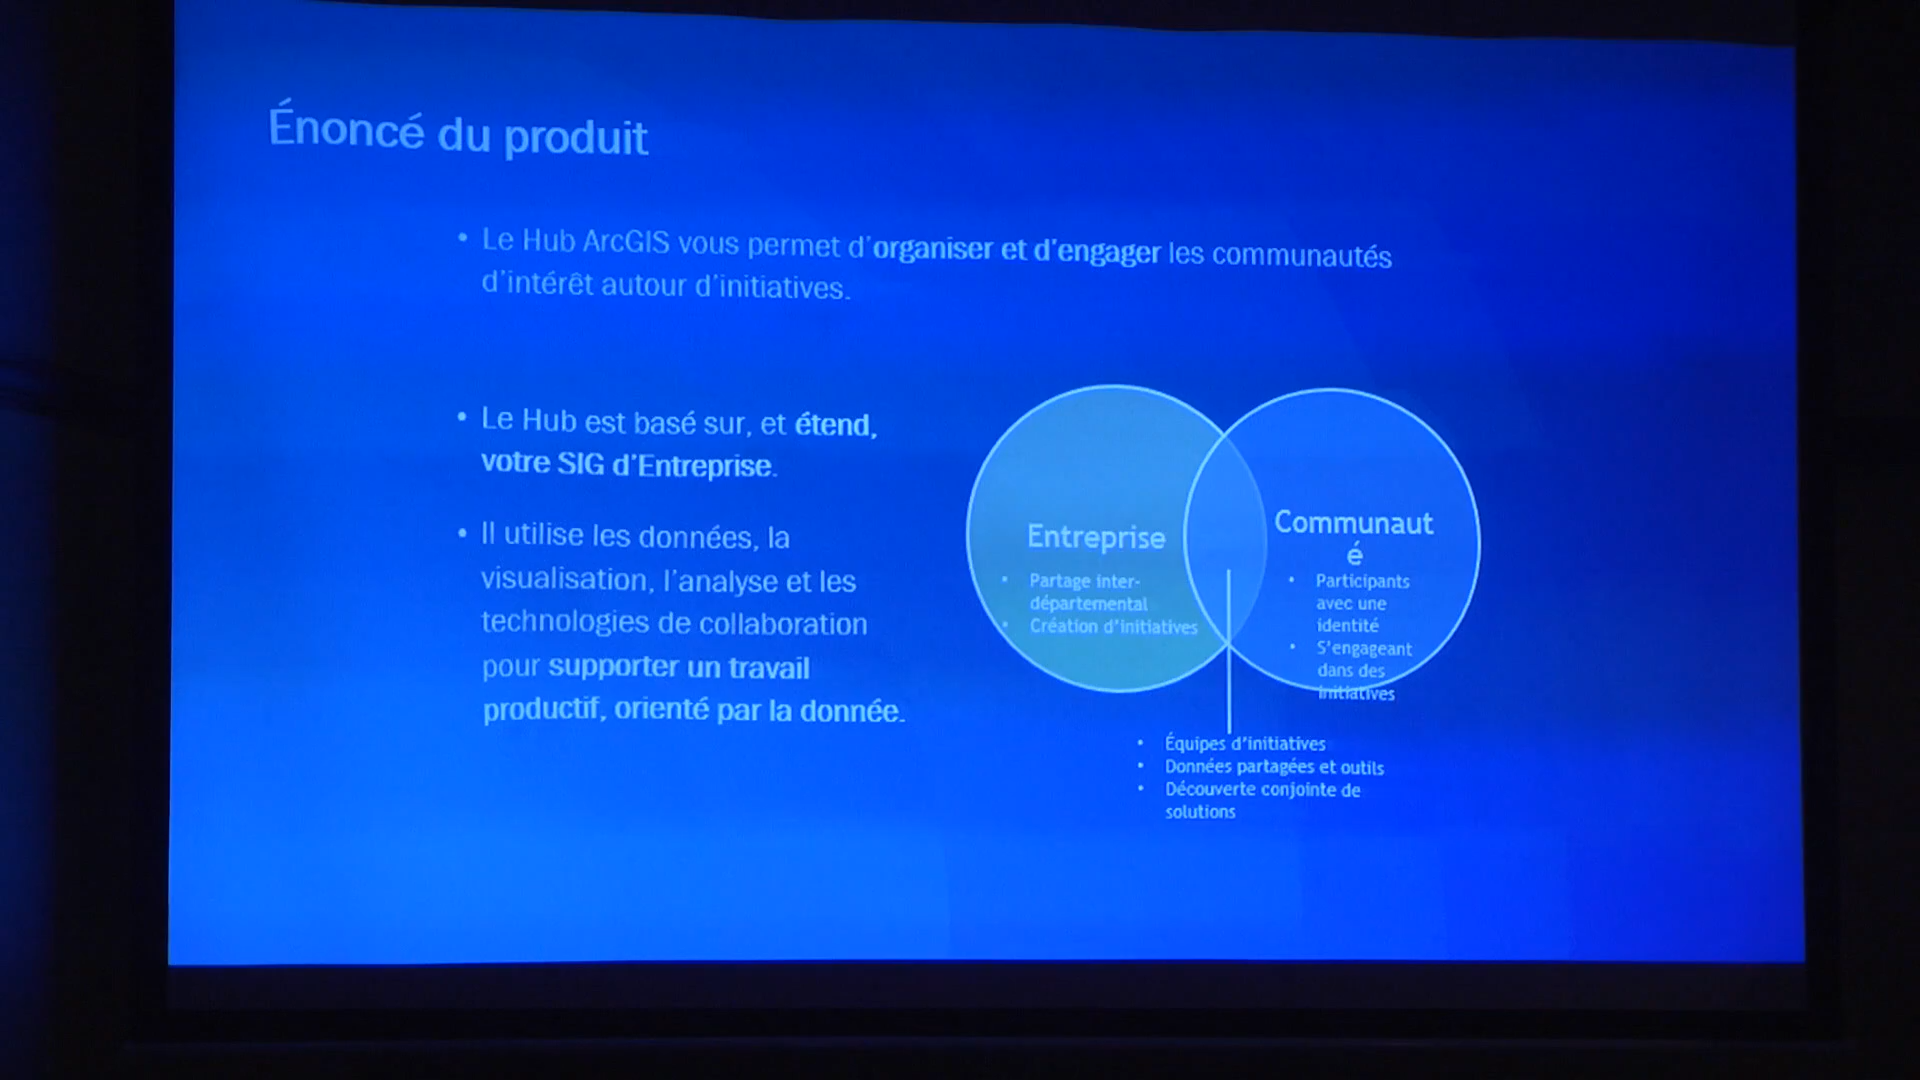 Énoncé du produit
• Le Hub ArcGIS vous permet d'organiser et d'engager les communautés
d'intérêt autour d'initiatives.
• Le Hub est basé sur, et étend,
votre SIG d'Entreprise.
• Il utilise les données, la
visualisation, l'analyse et les
technologies de collaboration
pour supporter un travail
productif, orienté par la donnée.
Entreprise
• Partage inter-
départemental
• Création d'initiatives
Communaut
é
• Participants
avec une
identité
• S'engageant
dans des
initiatives
• Équipes d'initiatives
• Données partagées et outils
• Découverte conjointe de
solutions